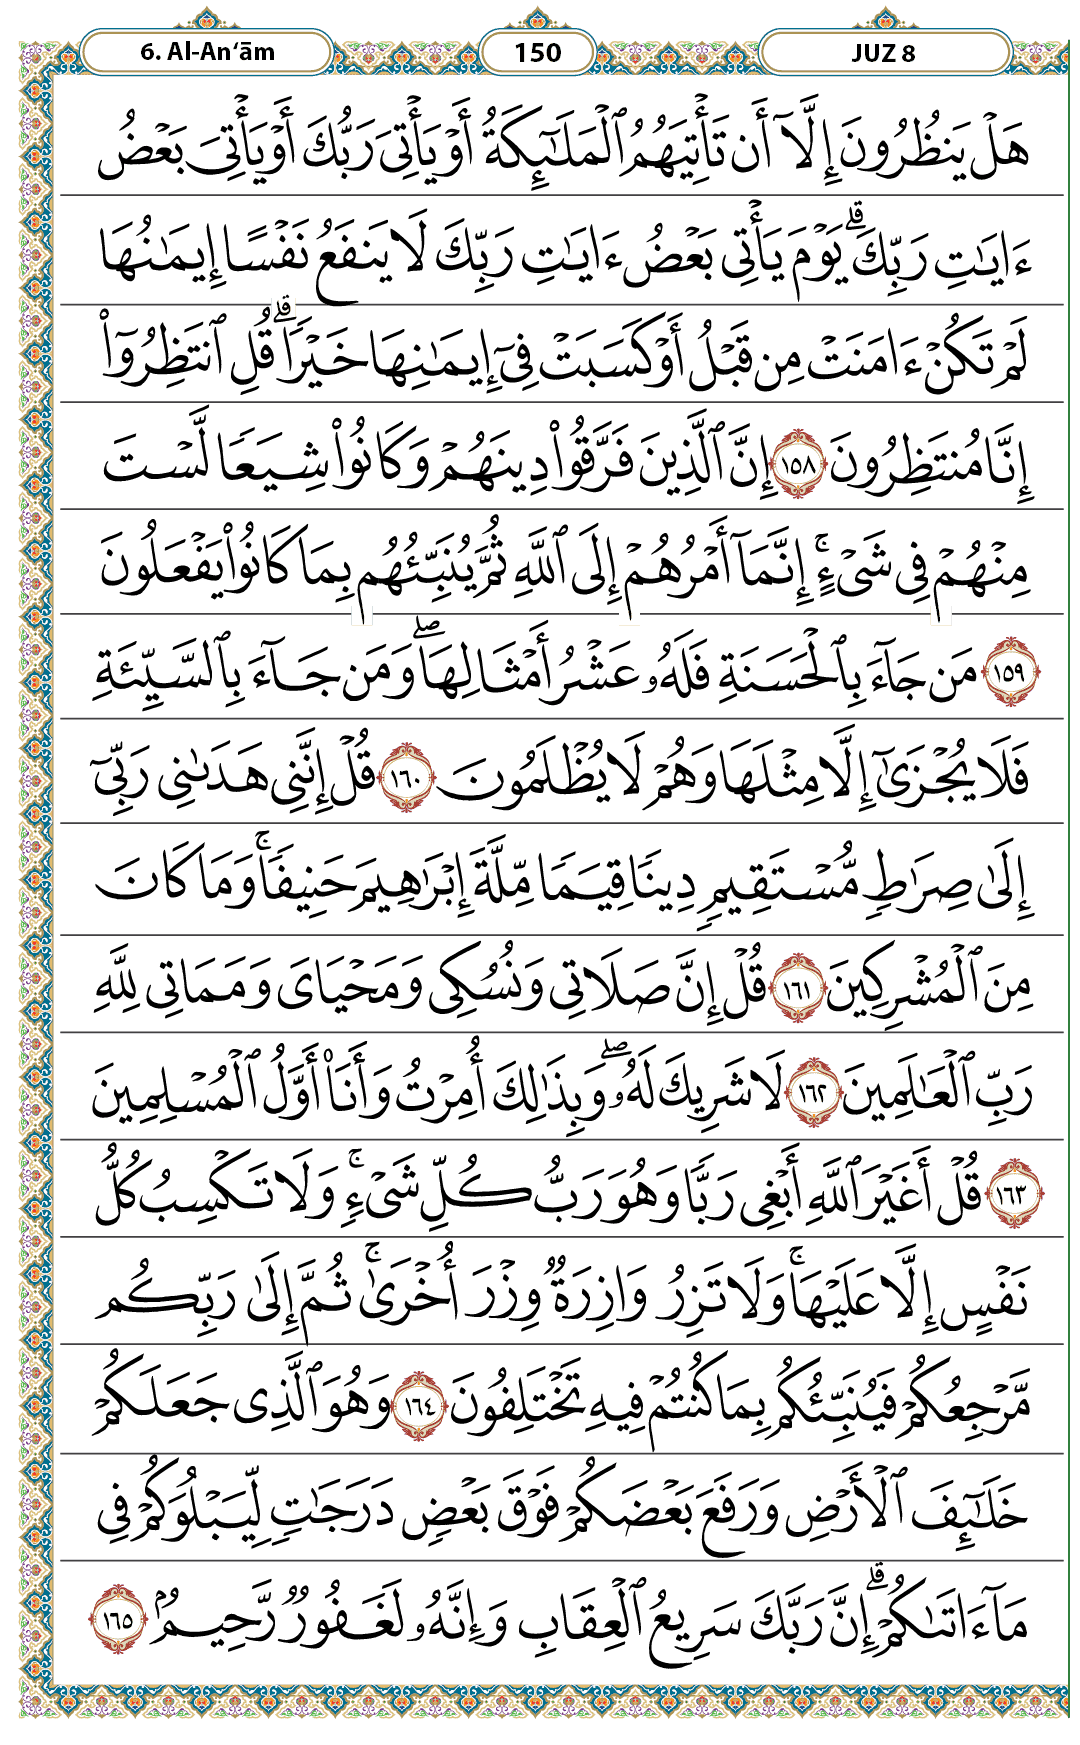 6. Al-An‘ām 150 JUZ 8
هَلۡ يَنظُرُونَ إِلَّآ أَن تَأۡتِيَهُمُ ٱلۡمَلَـٰٓئِكَةُ أَوۡ يَأۡتِىَ رَبُّكَ أَوۡ يَأۡتِىَ بَعۡضُ
ءَايَـٰتِ رَبِّكَۗ يَوۡمَ يَأۡتِى بَعۡضُ ءَايَـٰتِ رَبِّكَ لَا يَنفَعُ نَفۡسًا إِيمَـٰنُهَا
لَمۡ تَكُنۡ ءَامَنَتۡ مِن قَبۡلُ أَوۡ كَسَبَتۡ فِىٓ إِيمَـٰنِهَا خَيۡرًاۗ قُلِ ٱنتَظِرُوٓاْ
إِنَّا مُنتَظِرُونَ ١٥٨ إِنَّ ٱلَّذِينَ فَرَّقُواْ دِينَهُمۡ وَكَانُواْ شِيَعًا لَّسۡتَ
مِنۡهُمۡ فِى شَىۡءٍۚ إِنَّمَآ أَمۡرُهُمۡ إِلَى ٱللَّهِ ثُمَّ يُنَبِّئُهُم بِمَا كَانُواْ يَفۡعَلُونَ
١٥٩ مَن جَآءَ بِٱلۡحَسَنَةِ فَلَهُۥ عَشۡرُ أَمۡثَالِهَاۖ وَمَن جَآءَ بِٱلسَّيِّئَةِ
فَلَا يُجۡزَىٰٓ إِلَّا مِثۡلَهَا وَهُمۡ لَا يُظۡلَمُونَ ١٦٠ قُلۡ إِنَّنِى هَدَىٰنِى رَبِّىٓ
إِلَىٰ صِرَٰطٍ مُّسۡتَقِيمٍ دِينًا قِيَمًا مِّلَّةَ إِبۡرَٰهِيمَ حَنِيفًاۚ وَمَا كَانَ
مِنَ ٱلۡمُشۡرِكِينَ ١٦١ قُلۡ إِنَّ صَلَاتِى وَنُسُكِى وَمَحۡيَاىَ وَمَمَاتِى لِلَّهِ
رَبِّ ٱلۡعَـٰلَمِينَ ١٦٢ لَا شَرِيكَ لَهُۥۖ وَبِذَٰلِكَ أُمِرۡتُ وَأَنَا۠ أَوَّلُ ٱلۡمُسۡلِمِينَ
١٦٣ قُلۡ أَغَيۡرَ ٱللَّهِ أَبۡغِى رَبًّا وَهُوَ رَبُّ كُلِّ شَىۡءٍۚ وَلَا تَكۡسِبُ كُلُّ
نَفۡسٍ إِلَّا عَلَيۡهَاۚ وَلَا تَزِرُ وَازِرَةٌ وِزۡرَ أُخۡرَىٰۚ ثُمَّ إِلَىٰ رَبِّكُم
مَّرۡجِعُكُمۡ فَيُنَبِّئُكُم بِمَا كُنتُمۡ فِيهِ تَخۡتَلِفُونَ ١٦٤ وَهُوَ ٱلَّذِى جَعَلَكُمۡ
خَلَـٰٓئِفَ ٱلۡأَرۡضِ وَرَفَعَ بَعۡضَكُمۡ فَوۡقَ بَعۡضٍ دَرَجَـٰتٍ لِّيَبۡلُوَكُمۡ فِى
مَآ ءَاتَىٰكُمۡۗ إِنَّ رَبَّكَ سَرِيعُ ٱلۡعِقَابِ وَإِنَّهُۥ لَغَفُورٌ رَّحِيمٌۢ ١٦٥